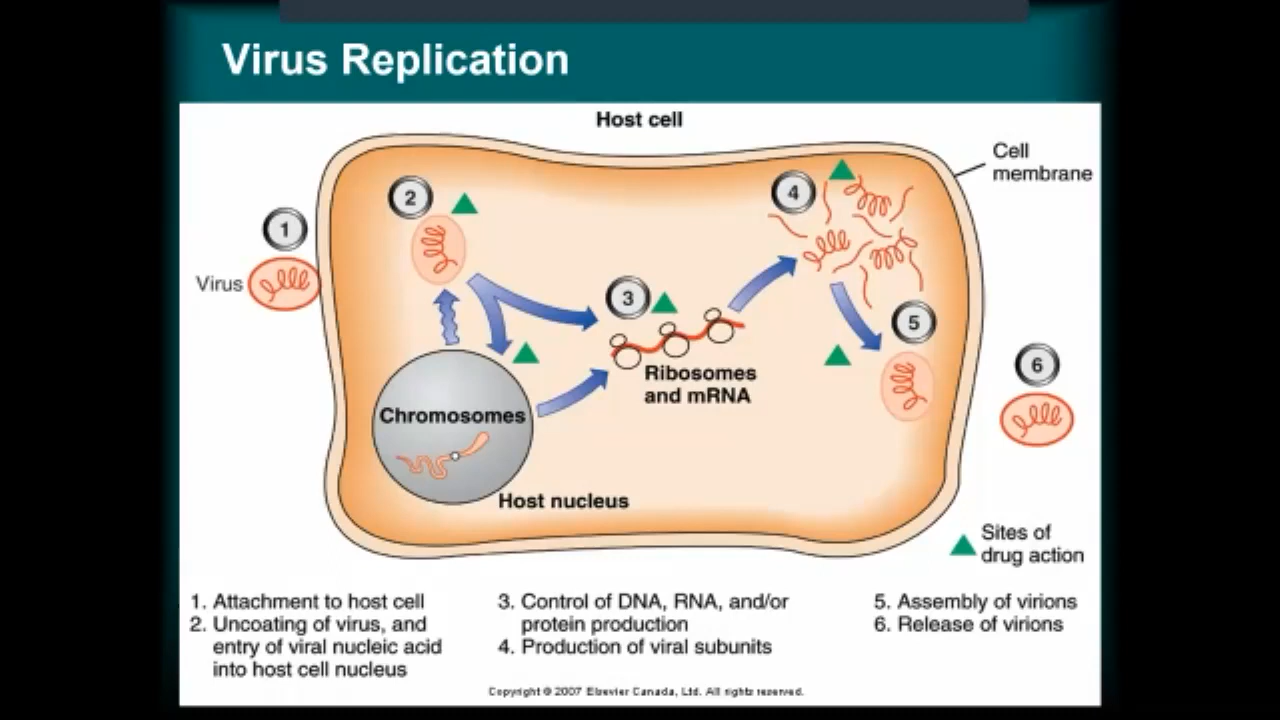 Virus Replication
Host cell
Cell
membrane
1
2
3
4
5
6
Virus
Ribosomes
and mRNA
Chromosomes
Host nucleus
Sites of
drug action
1. Attachment to host cell
2. Uncoating of virus, and
entry of viral nucleic acid
into host cell nucleus
3. Control of DNA, RNA, and/or
protein production
4. Production of viral subunits
5. Assembly of virions
6. Release of virions
Copyright © 2007 Elsevier Canada, Ltd. All rights reserved.